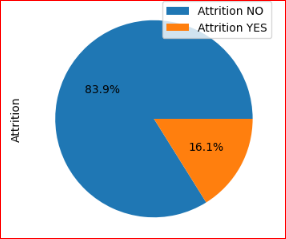 Attrition NO
Attrition YES
83.9%
Attrition
16.1%